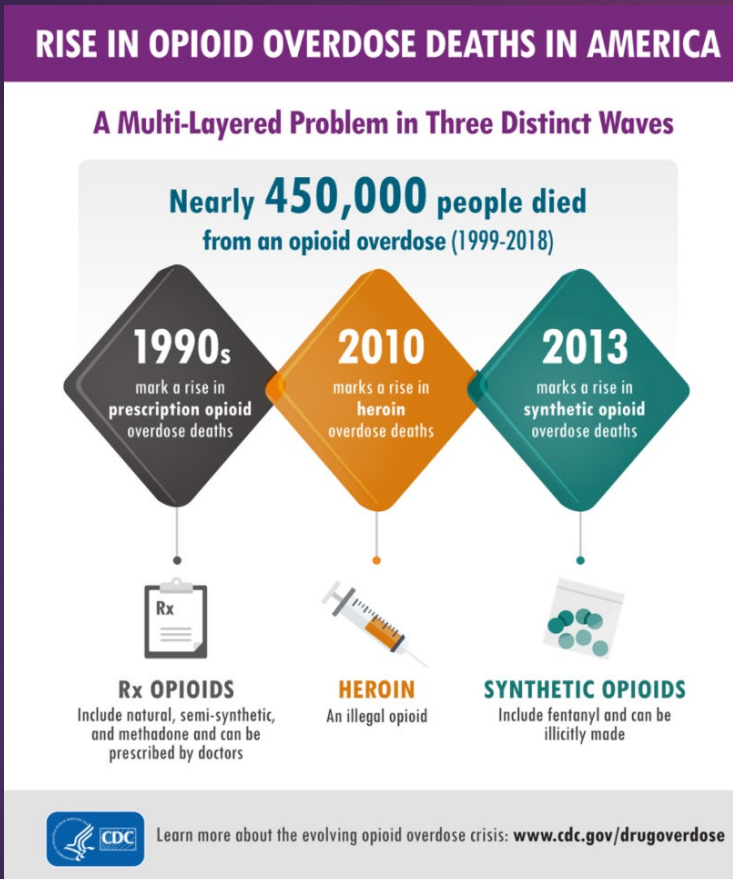 RISE IN OPIOID OVERDOSE DEATHS IN AMERICA
A Multi-Layered Problem in Three Distinct Waves
Nearly 450,000 people died
from an opioid overdose (1999-2018)
1990s
mark a rise in
prescription opioid
overdose deaths
2010
marks a rise in
heroin
overdose deaths
2013
marks a rise in
synthetic opioid
overdose deaths
Rx
Rx OPIOIDS
Include natural, semi-synthetic,
and methadone and can be
prescribed by doctors
HEROIN
An illegal opioid
SYNTHETIC OPIOIDS
Include fentanyl and can be
illicitly made
CDC
Learn more about the evolving opioid overdose crisis: www.cdc.gov/drugoverdose